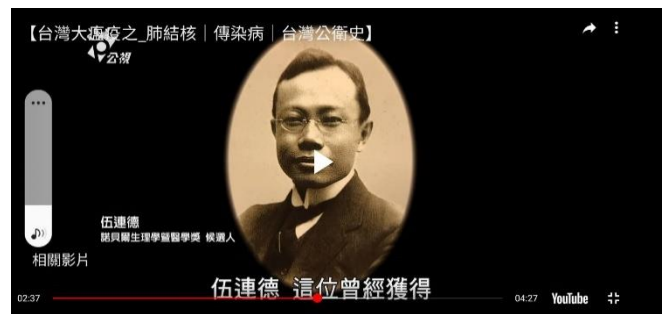 【台灣大瘟疫之_肺結核│傳染病│台灣公衛史】
公視
伍連德
諾貝爾生理學暨醫學獎 候選人
相關影片
伍連德 這位曾經獲得
02:37
04:27 YouTube